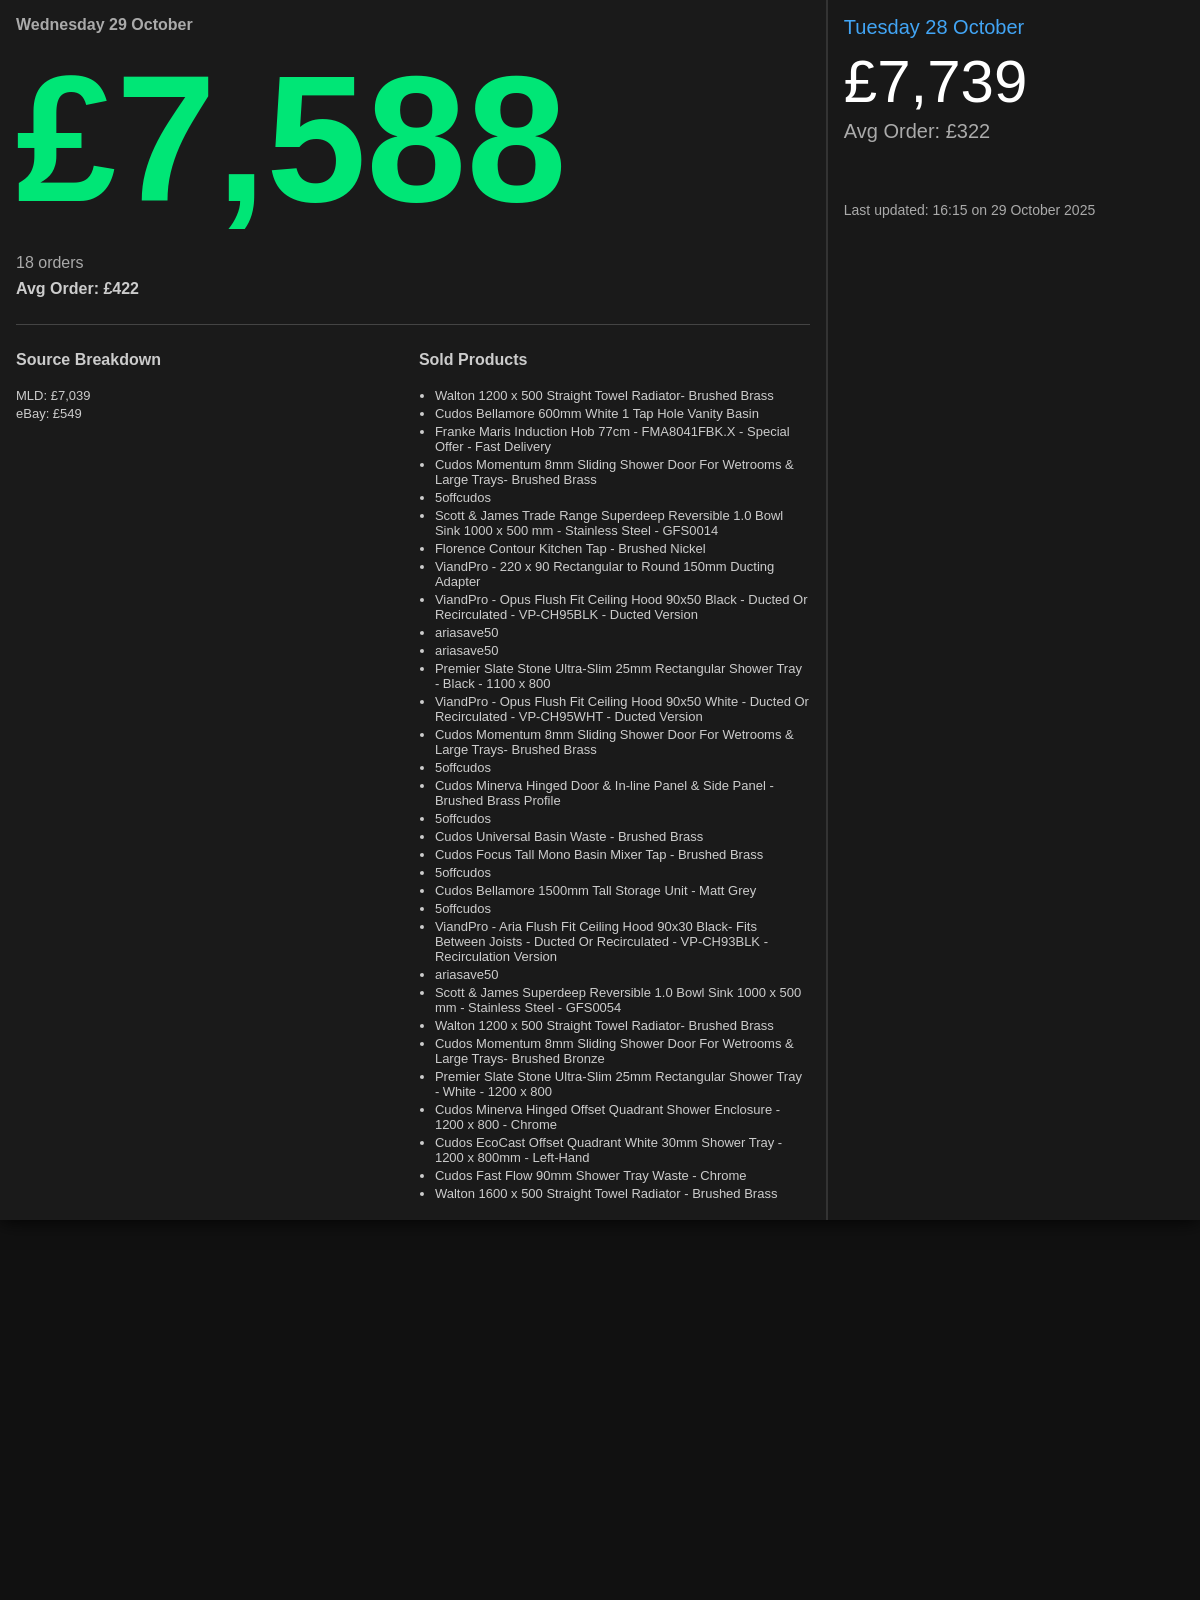 Wednesday 29 October
£7,588
18 orders
Avg Order: £422
Source Breakdown
MLD: £7,039
eBay: £549
Sold Products
Walton 1200 x 500 Straight Towel Radiator- Brushed Brass
Cudos Bellamore 600mm White 1 Tap Hole Vanity Basin
Franke Maris Induction Hob 77cm - FMA8041FBK.X - Special
Offer - Fast Delivery
Cudos Momentum 8mm Sliding Shower Door For Wetrooms &
Large Trays- Brushed Brass
5offcudos
Scott & James Trade Range Superdeep Reversible 1.0 Bowl
Sink 1000 x 500 mm - Stainless Steel - GFS0014
Florence Contour Kitchen Tap - Brushed Nickel
ViandPro - 220 x 90 Rectangular to Round 150mm Ducting
Adapter
ViandPro - Opus Flush Fit Ceiling Hood 90x50 Black - Ducted Or
Recirculated - VP-CH95BLK - Ducted Version
ariasave50
ariasave50
Premier Slate Stone Ultra-Slim 25mm Rectangular Shower Tray
- Black - 1100 x 800
ViandPro - Opus Flush Fit Ceiling Hood 90x50 White - Ducted Or
Recirculated - VP-CH95WHT - Ducted Version
Cudos Momentum 8mm Sliding Shower Door For Wetrooms &
Large Trays- Brushed Brass
5offcudos
Cudos Minerva Hinged Door & In-line Panel & Side Panel -
Brushed Brass Profile
5offcudos
Cudos Universal Basin Waste - Brushed Brass
Cudos Focus Tall Mono Basin Mixer Tap - Brushed Brass
5offcudos
Cudos Bellamore 1500mm Tall Storage Unit - Matt Grey
5offcudos
ViandPro - Aria Flush Fit Ceiling Hood 90x30 Black- Fits
Between Joists - Ducted Or Recirculated - VP-CH93BLK -
Recirculation Version
ariasave50
Scott & James Superdeep Reversible 1.0 Bowl Sink 1000 x 500
mm - Stainless Steel - GFS0054
Walton 1200 x 500 Straight Towel Radiator- Brushed Brass
Cudos Momentum 8mm Sliding Shower Door For Wetrooms &
Large Trays- Brushed Bronze
Premier Slate Stone Ultra-Slim 25mm Rectangular Shower Tray
- White - 1200 x 800
Cudos Minerva Hinged Offset Quadrant Shower Enclosure -
1200 x 800 - Chrome
Cudos EcoCast Offset Quadrant White 30mm Shower Tray -
1200 x 800mm - Left-Hand
Cudos Fast Flow 90mm Shower Tray Waste - Chrome
Walton 1600 x 500 Straight Towel Radiator - Brushed Brass
Tuesday 28 October
£7,739
Avg Order: £322
Last updated: 16:15 on 29 October 2025